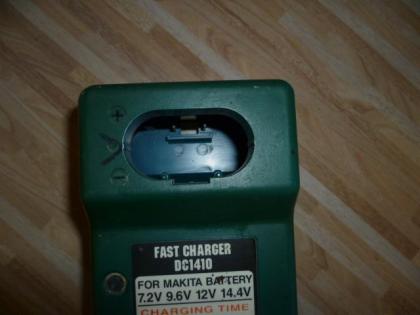 +
-
FAST CHARGER
DC1410
FOR MAKITA BATTERY
7.2V 9.6V 12V 14.4V
CHARGING TIME